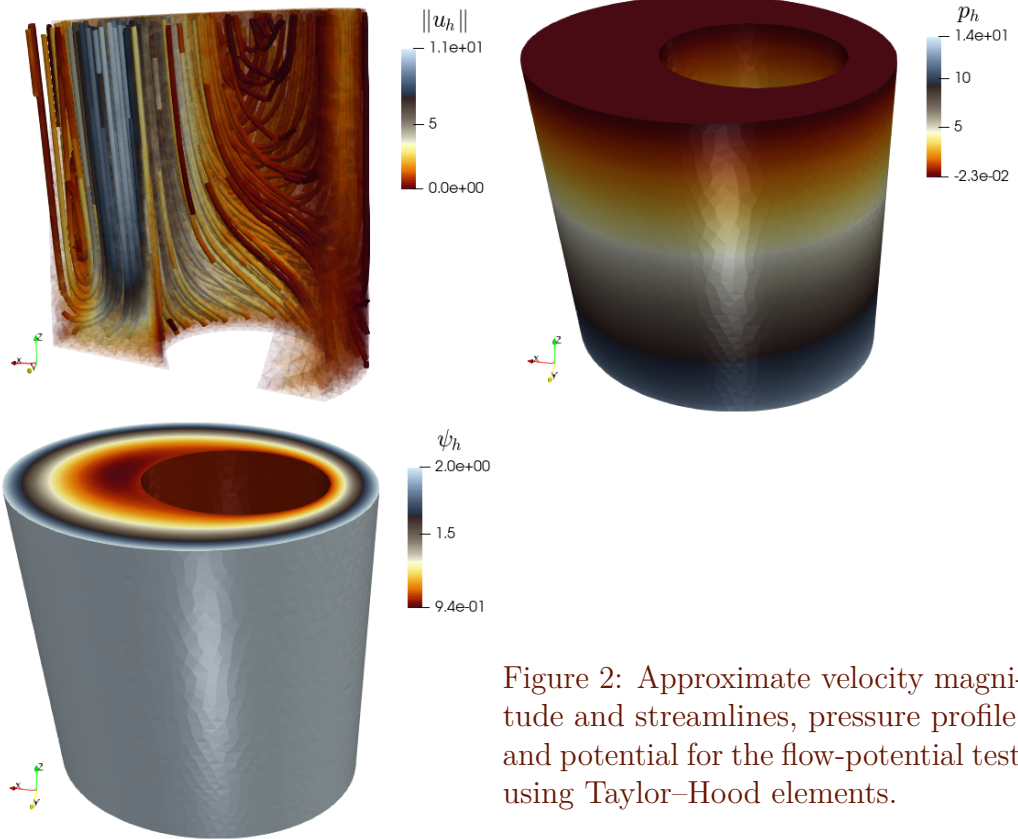 ‖u_h‖
1.1e+01
5
0.0e+00
Z
X
Y
p_h
1.4e+01
10
5
-2.3e-02
Z
X
Y
ψ_h
2.0e+00
1.5
9.4e-01
Z
X
Y
Figure 2: Approximate velocity magni-
tude and streamlines, pressure profile
and potential for the flow-potential test
using Taylor–Hood elements.